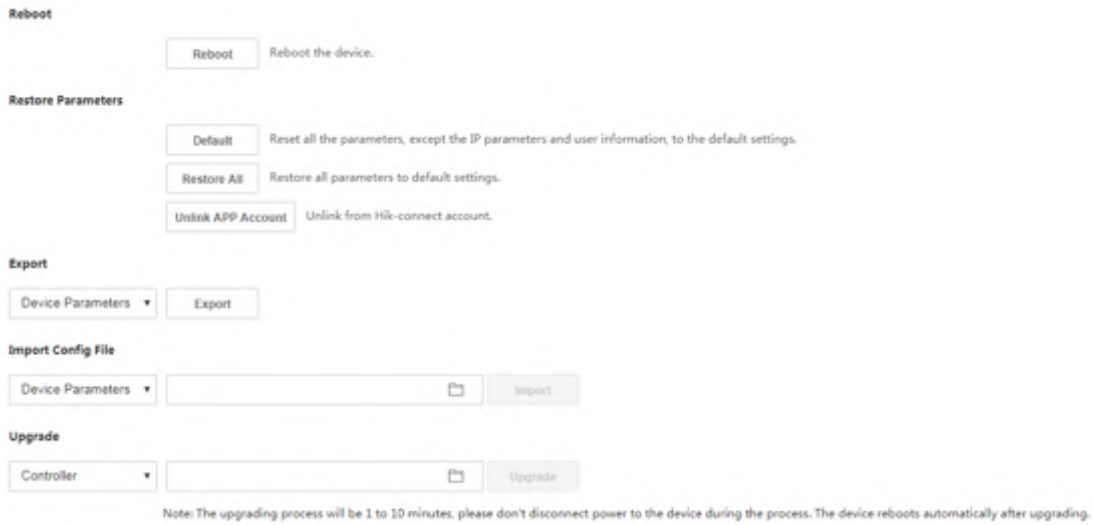 Reboot
Reboot Reboot the device.
Restore Parameters
Default Reset all the parameters, except the IP parameters and user information, to the default settings.
Restore All Restore all parameters to default settings.
Unlink APP Account Unlink from Hik-connect account.
Export
Device Parameters Export
Import Config File
Device Parameters Import
Upgrade
Controller Upgrade
Note: The upgrading process will be 1 to 10 minutes, please don't disconnect power to the device during the process. The device reboots automatically after upgrading.